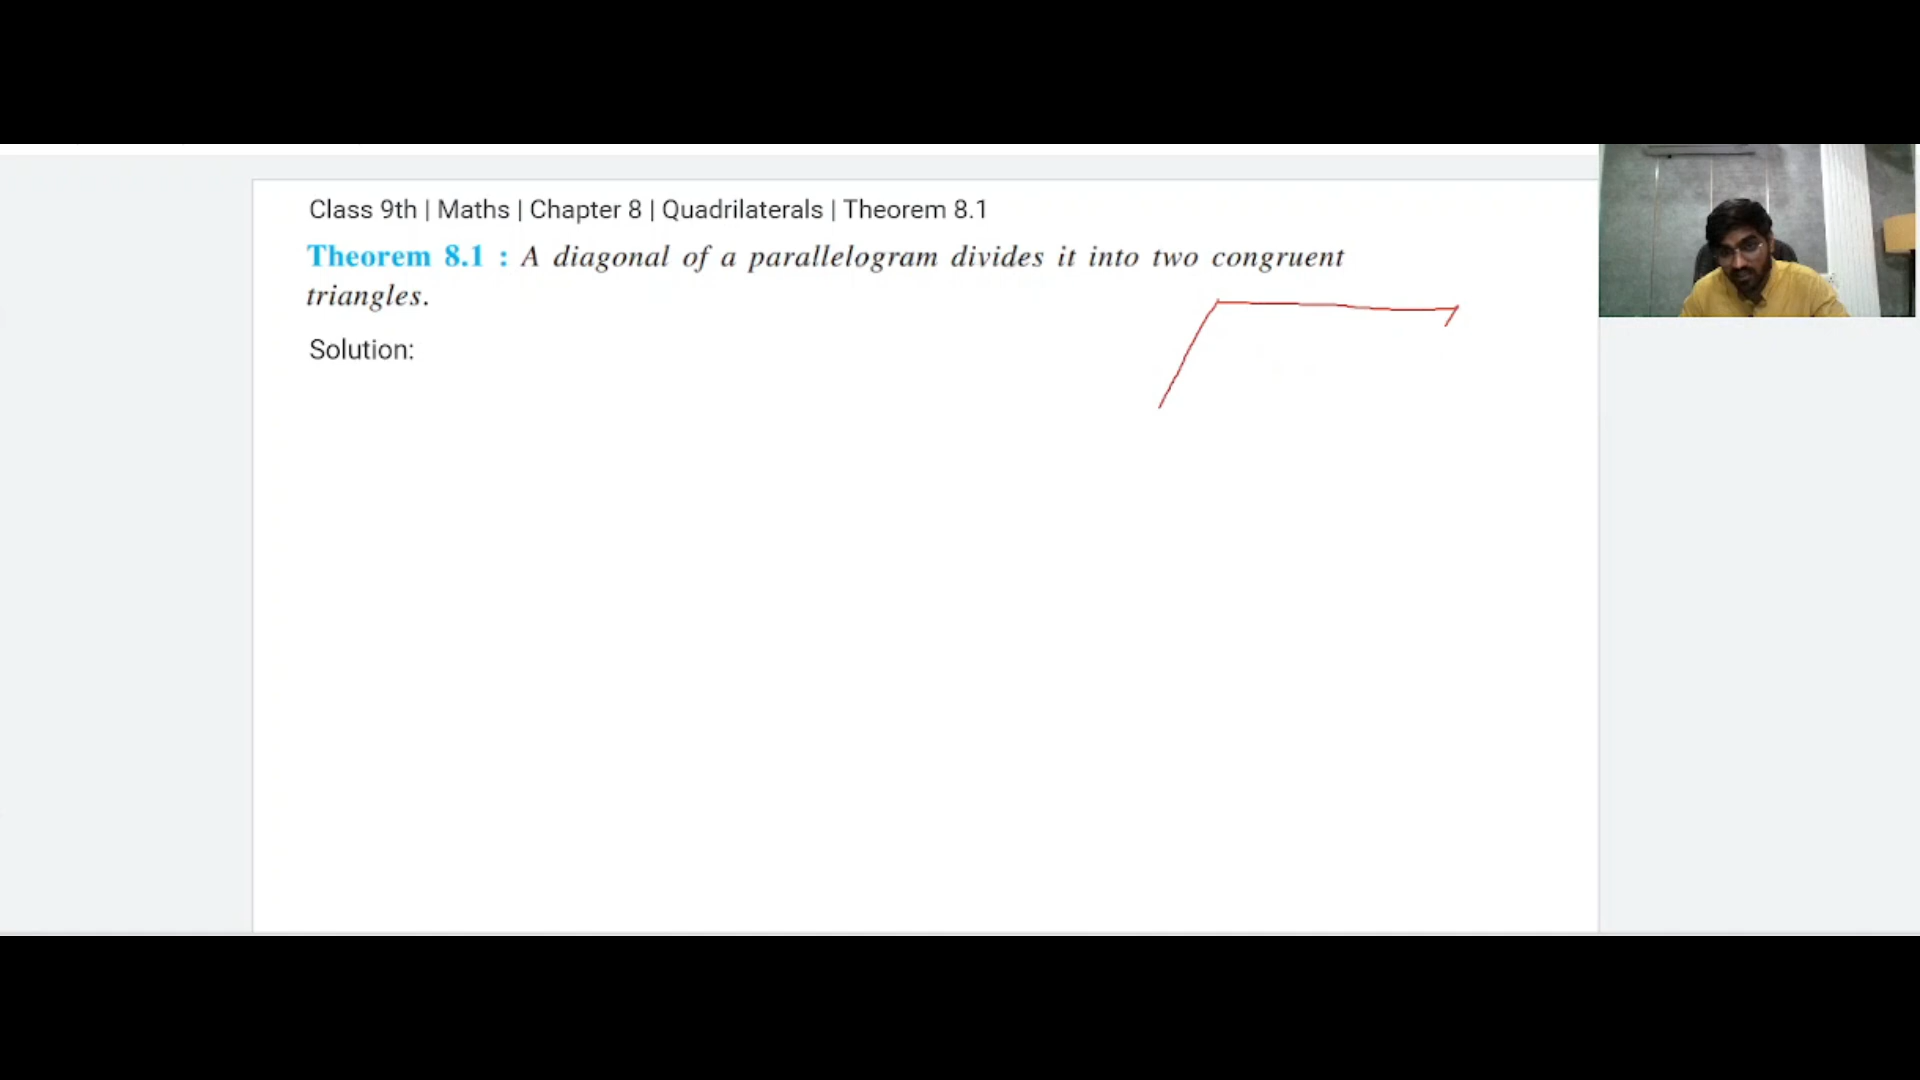 Class 9th | Maths | Chapter 8 | Quadrilaterals | Theorem 8.1
Theorem 8.1 : A diagonal of a parallelogram divides it into two congruent
triangles.
Solution: